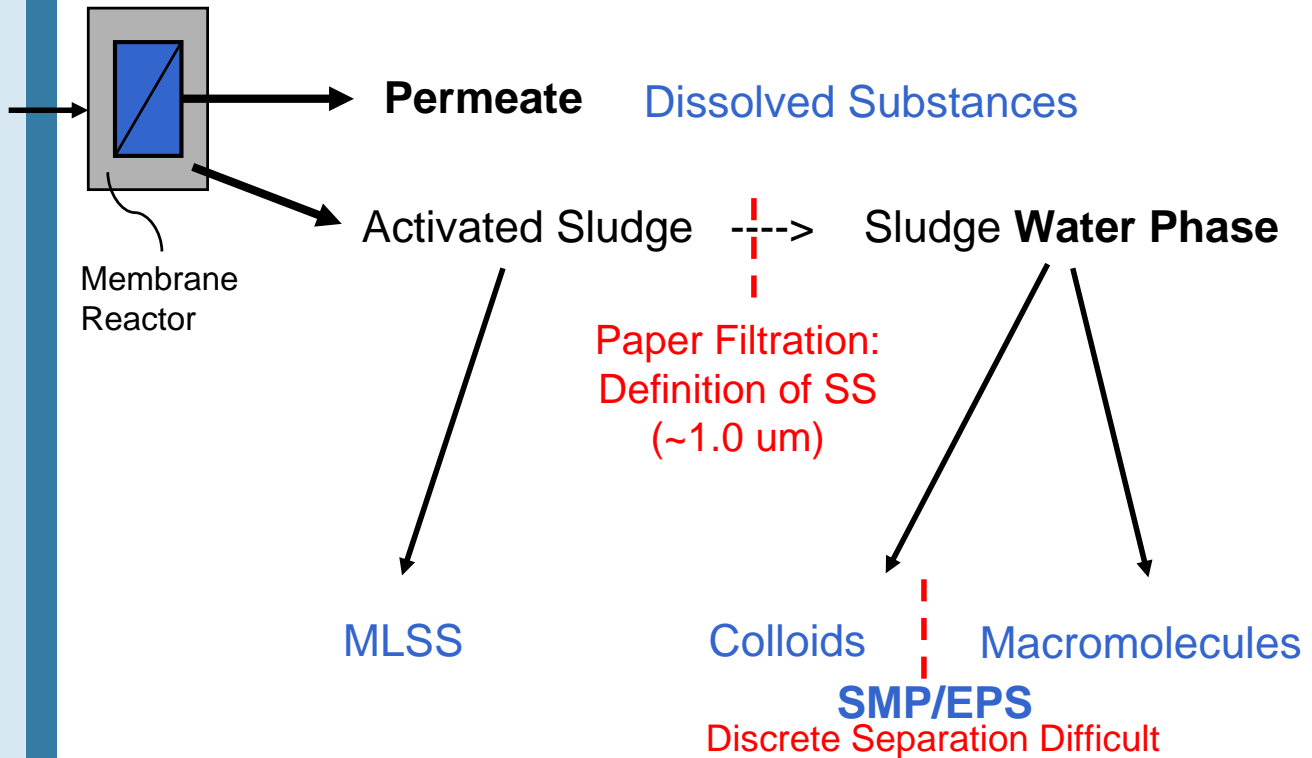 Permeate Dissolved Substances
Activated Sludge ----> Sludge Water Phase
Membrane
Reactor
Paper Filtration:
Definition of SS
(~1.0 um)
MLSS Colloids Macromolecules
SMP/EPS
Discrete Separation Difficult